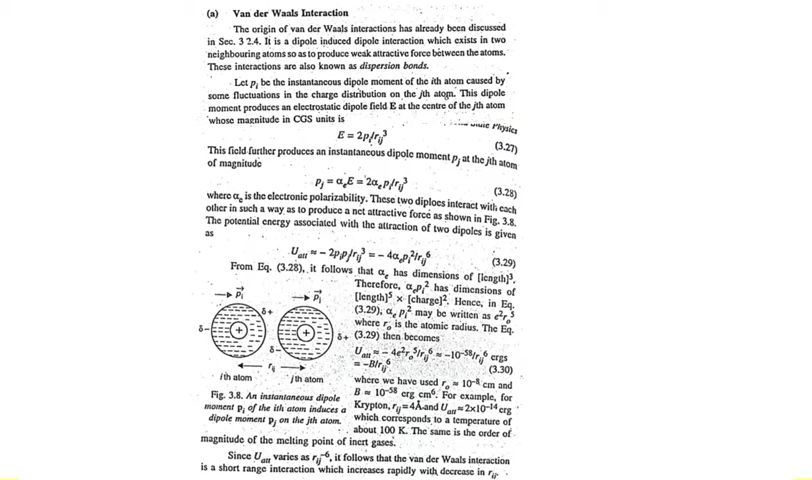 (a) Van der Waals Interaction
The origin of van der Waals interactions has already been discussed
in Sec. 3 2.4. It is a dipole induced dipole interaction which exists in two
neighbouring atoms so as to produce weak attractive force between the atoms.
These interactions are also known as dispersion bonds.
Let pᵢ be the instantaneous dipole moment of the ith atom caused by
some fluctuations in the charge distribution on the jth atom. This dipole
moment produces an electrostatic dipole field E at the centre of the jth atom
whose magnitude in CGS units is
Physics
E = 2pᵢ/rᵢⱼ³ (3.27)
This field further produces an instantaneous dipole moment pⱼ at the jth atom
of magnitude
pⱼ = αₑE = 2αₑpᵢ/rᵢⱼ³ (3.28)
where αₑ is the electronic polarizability. These two diploes interact with each
other in such a way as to produce a net attractive force as shown in Fig. 3.8.
The potential energy associated with the attraction of two dipoles is given
as
U_att ≈ – 2pᵢpⱼ/rᵢⱼ³ = – 4αₑpᵢ²/rᵢⱼ⁶ (3.29)
From Eq. (3.28), it follows that αₑ has dimensions of [length]³.
Therefore, αₑpᵢ² has dimensions of
[length]⁵ × [charge]². Hence, in Eq.
(3.29), αₑ pᵢ² may be written as e²r₀⁵
where r₀ is the atomic radius. The Eq.
(3.29) then becomes
U_att ≈ – 4e²r₀⁵/rᵢⱼ⁶ ≈ –10⁻⁵⁸/rᵢⱼ⁶ ergs
= –B/rᵢⱼ⁶ (3.30)
where we have used r₀ ≈ 10⁻⁸ cm and
B ≈ 10⁻⁵⁸ erg cm⁶. For example, for
Krypton, rᵢⱼ = 4Å and U_att ≈ 2×10⁻¹⁴ erg
which corresponds to a temperature of
about 100 K. The same is the order of
pᵢ pᵢ
δ+
δ– + +
δ– δ+
rᵢⱼ
ith atom jth atom
Fig. 3.8. An instantaneous dipole
moment pᵢ of the ith atom induces a
dipole moment pⱼ on the jth atom.
magnitude of the melting point of inert gases.
Since U_att varies as rᵢⱼ⁻⁶, it follows that the van der Waals interaction
is a short range interaction which increases rapidly with decrease in rᵢⱼ.